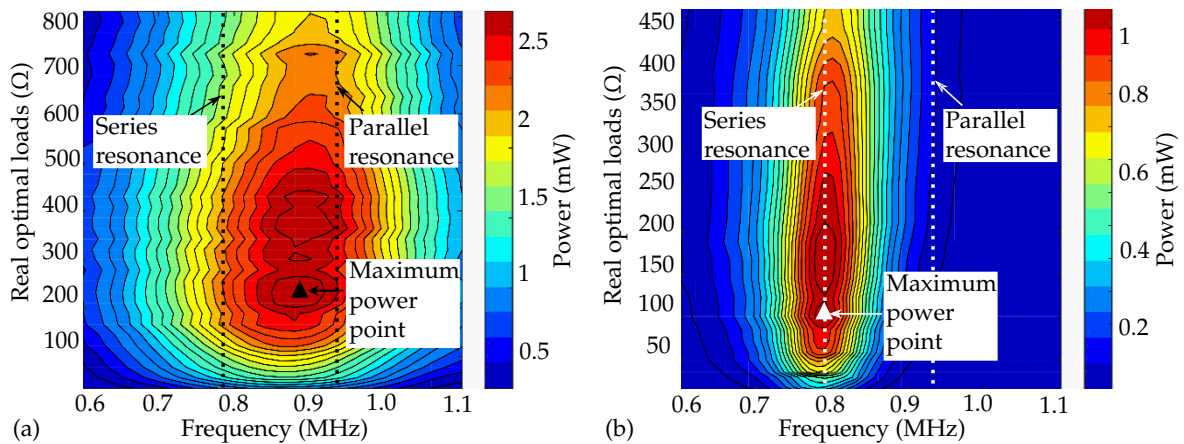 800
700
600
500
400
300
200
100
Real optimal loads (Ω)
Series
resonance
Parallel
resonance
Maximum
power
point
0.6 0.7 0.8 0.9 1.0 1.1
Frequency (MHz)
2.5
2
1.5
1
0.5
Power (mW)
(a)
450
400
350
300
250
200
150
100
50
Real optimal loads (Ω)
Series
resonance
Parallel
resonance
Maximum
power
point
0.6 0.7 0.8 0.9 1.0 1.1
Frequency (MHz)
1
0.8
0.6
0.4
0.2
Power (mW)
(b)